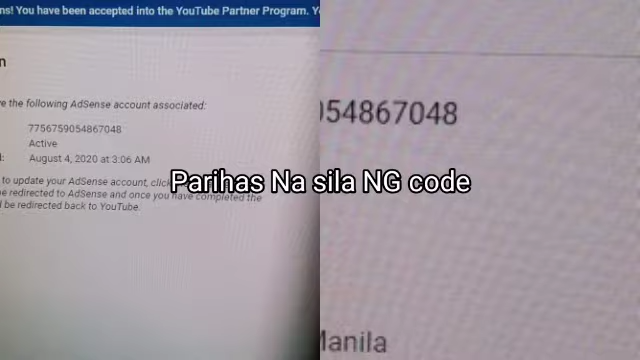 ns! You have been accepted into the YouTube Partner Program. Y
n
e the following AdSense account associated:
7756759054867048
Active
August 4, 2020 at 3:06 AM
to update your AdSense account, clic
e redirected to AdSense and once you have completed the
l be redirected back to YouTube.
054867048
Manila
Parihas Na sila NG code